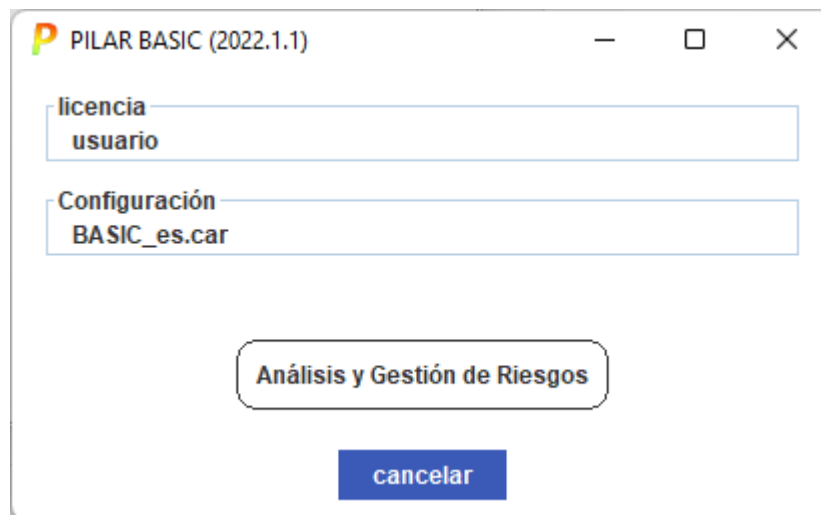 P PILAR BASIC (2022.1.1)
licencia
usuario
Configuración
BASIC_es.car
Análisis y Gestión de Riesgos
cancelar